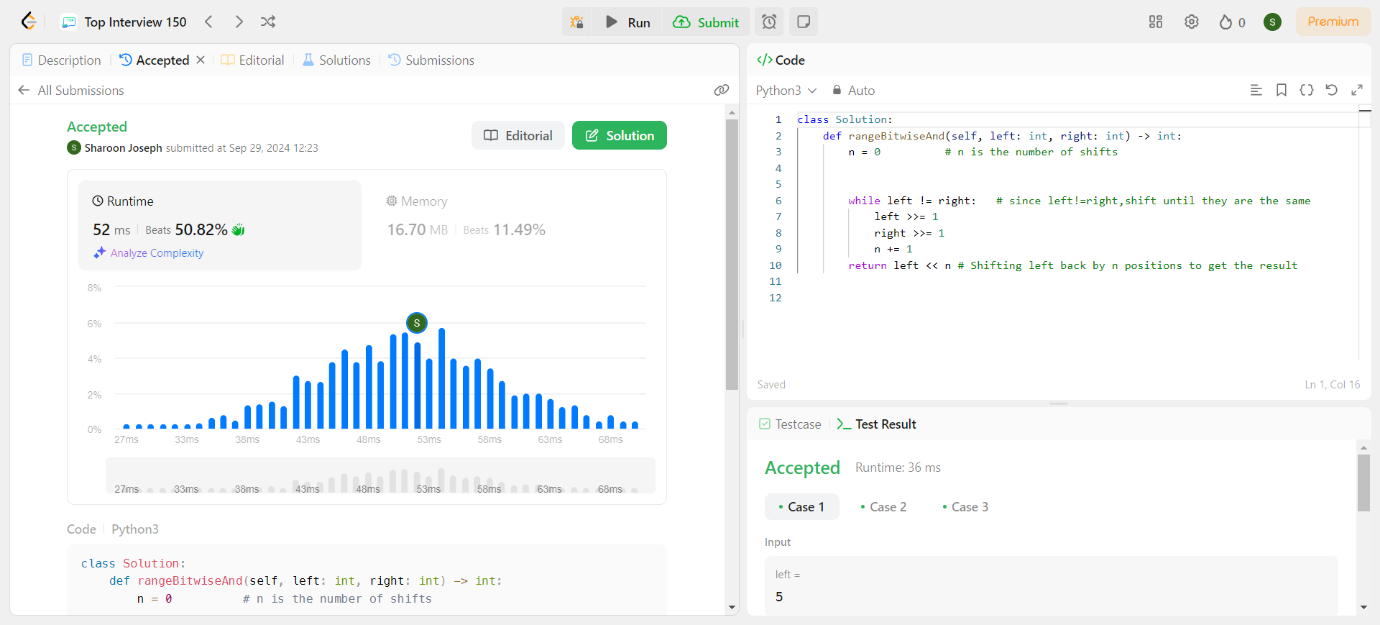 Top Interview 150
Run
Submit
0
S
Premium
Description
Accepted
Editorial
Solutions
Submissions
All Submissions
Accepted
S Sharoon Joseph submitted at Sep 29, 2024 12:23
Editorial
Solution
Runtime
52 ms | Beats 50.82%
Analyze Complexity
Memory
16.70 MB | Beats 11.49%
8%
6%
4%
2%
0%
S
27ms 33ms 38ms 43ms 48ms 53ms 58ms 63ms 68ms
27ms 33ms 38ms 43ms 48ms 53ms 58ms 63ms 68ms
Code | Python3
class Solution:
    def rangeBitwiseAnd(self, left: int, right: int) -> int:
        n = 0          # n is the number of shifts
</> Code
Python3
Auto
1 class Solution:
2     def rangeBitwiseAnd(self, left: int, right: int) -> int:
3         n = 0          # n is the number of shifts
4
5
6         while left != right:   # since left!=right,shift until they are the same
7             left >>= 1
8             right >>= 1
9             n += 1
10         return left << n # Shifting left back by n positions to get the result
11
12
Saved
Ln 1, Col 16
Testcase
>_ Test Result
Accepted Runtime: 36 ms
• Case 1
• Case 2
• Case 3
Input
left =
5